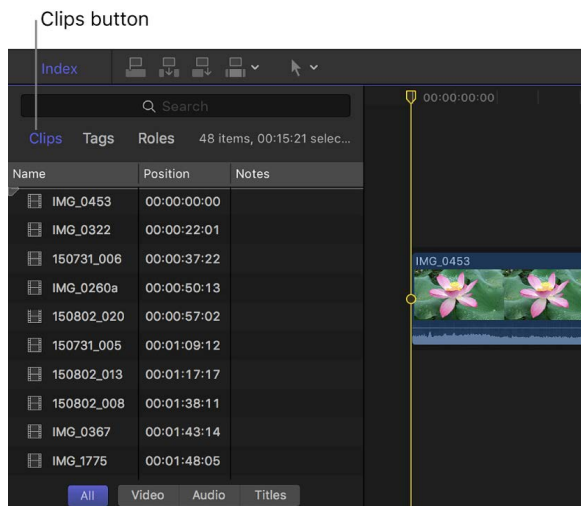 Clips button
Index
Search
00:00:00:00
Clips Tags Roles 48 items, 00:15:21 selec...
Name Position Notes
IMG_0453 00:00:00:00
IMG_0322 00:00:22:01
150731_006 00:00:37:22
IMG_0453
IMG_0260a 00:00:50:13
150802_020 00:00:57:02
150731_005 00:01:09:12
150802_013 00:01:17:17
150802_008 00:01:38:11
IMG_0367 00:01:43:14
IMG_1775 00:01:48:05
All Video Audio Titles